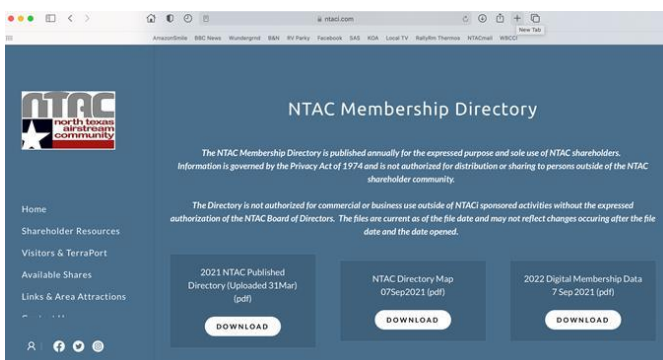 ntaci.com
New Tab
AmazonSmile BBC News Wundergrnd B&N RV Parky Facebook SAS KOA Local TV RallyRm Thermos NTACmail WBCCI
NTAC
north texas
airstream
community
NTAC Membership Directory
The NTAC Membership Directory is published annually for the expressed purpose and sole use of NTAC shareholders.
Information is governed by the Privacy Act of 1974 and is not authorized for distribution or sharing to persons outside of the NTAC
shareholder community.
The Directory is not authorized for commercial or business use outside of NTACi sponsored activities without the expressed
authorization of the NTAC Board of Directors. The files are current as of the file date and may not reflect changes occuring after the file
date and the date opened.
Home
Shareholder Resources
Visitors & TerraPort
Available Shares
Links & Area Attractions
2021 NTAC Published
Directory (Uploaded 31Mar)
(pdf)
DOWNLOAD
NTAC Directory Map
07Sep2021 (pdf)
DOWNLOAD
2022 Digital Membership Data
7 Sep 2021 (pdf)
DOWNLOAD